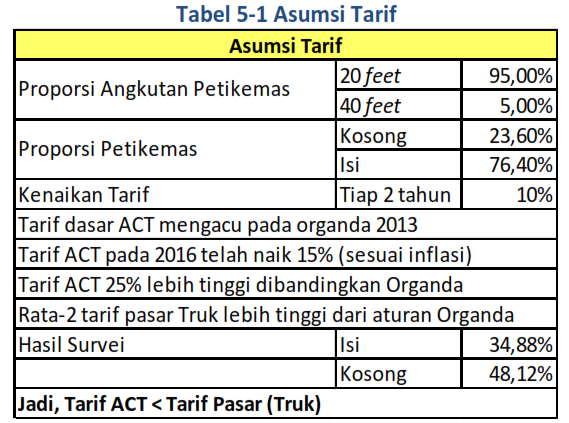 Tabel 5-1 Asumsi Tarif
Asumsi Tarif
Proporsi Angkutan Petikemas 20 feet 95,00%
40 feet 5,00%
Proporsi Petikemas Kosong 23,60%
Isi 76,40%
Kenaikan Tarif Tiap 2 tahun 10%
Tarif dasar ACT mengacu pada organda 2013
Tarif ACT pada 2016 telah naik 15% (sesuai inflasi)
Tarif ACT 25% lebih tinggi dibandingkan Organda
Rata-2 tarif pasar Truk lebih tinggi dari aturan Organda
Hasil Survei Isi 34,88%
Kosong 48,12%
Jadi, Tarif ACT < Tarif Pasar (Truk)